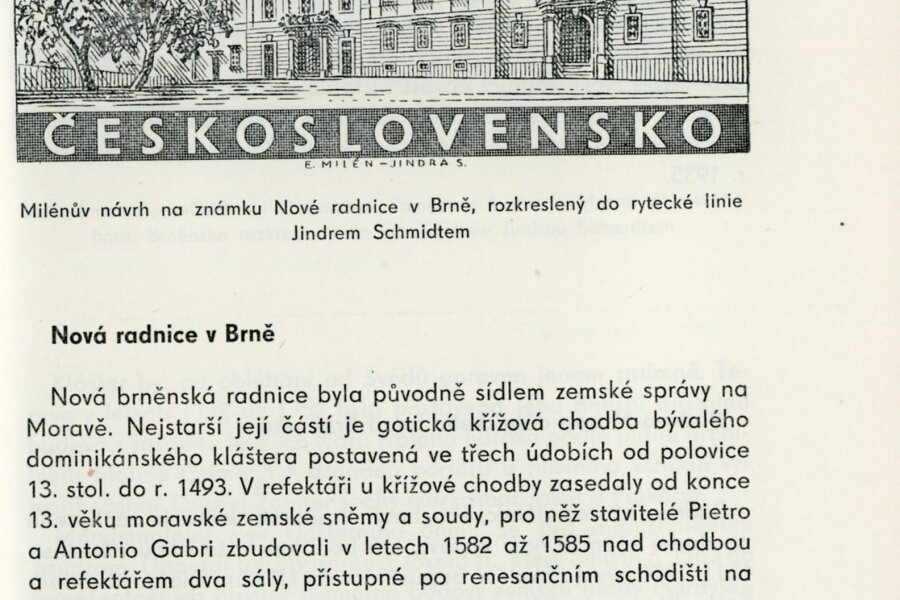 ČESKOSLOVENSKO
E. MILÉN – JINDRA S.
Milénův návrh na známku Nové radnice v Brně, rozkreslený do rytecké linie
Jindrem Schmidtem
Nová radnice v Brně
Nová brněnská radnice byla původně sídlem zemské správy na
Moravě. Nejstarší její částí je gotická křížová chodba bývalého
dominikánského kláštera postavená ve třech údobích od polovice
13. stol. do r. 1493. V refektáři u křížové chodby zasedaly od konce
13. věku moravské zemské sněmy a soudy, pro něž stavitelé Pietro
a Antonio Gabri zbudovali v letech 1582 až 1585 nad chodbou
a refektářem dva sály, přístupné po renesančním schodišti na